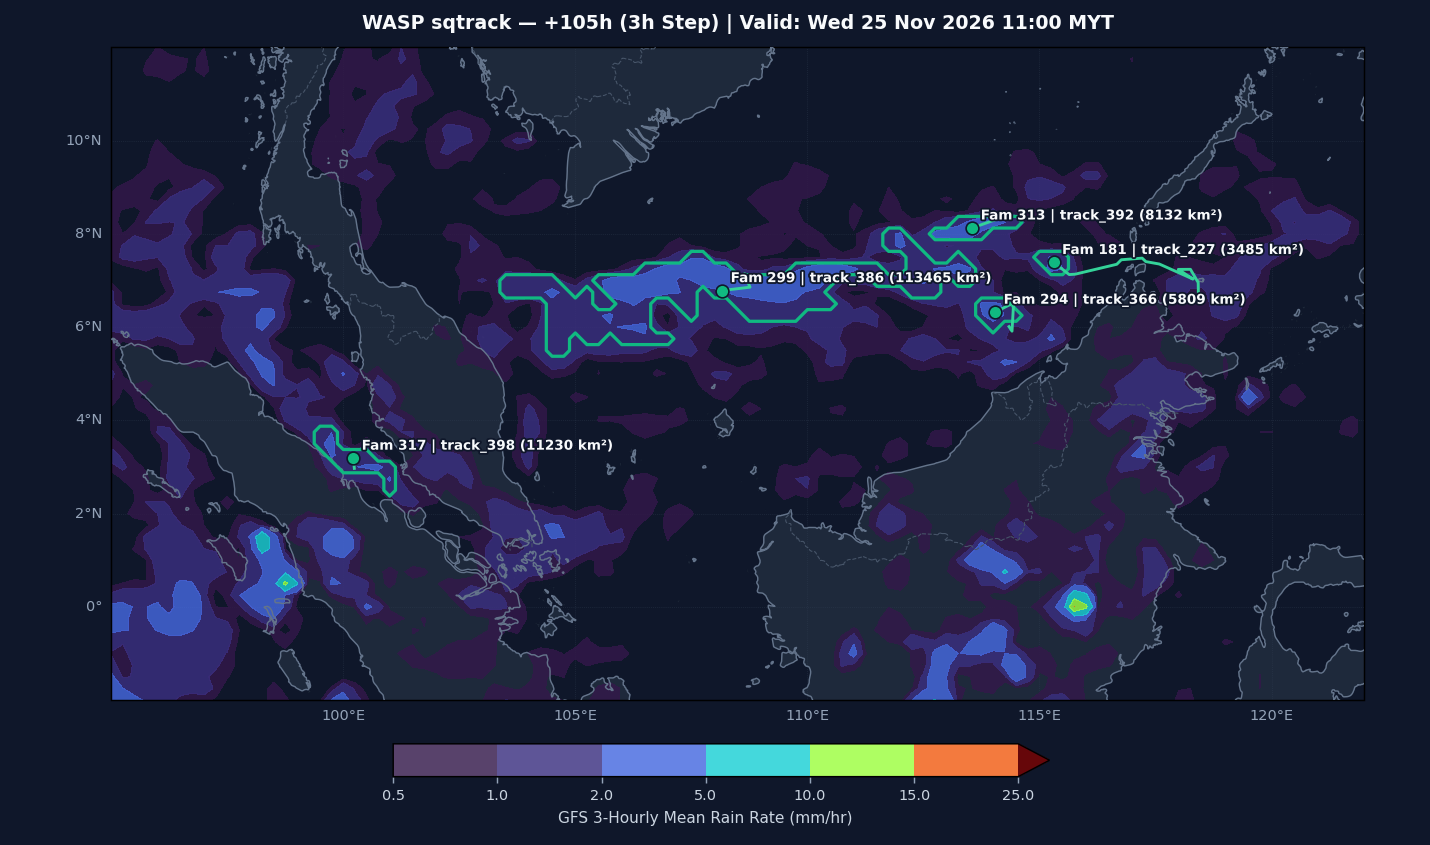 WASP sqtrack — +105h (3h Step) | Valid: Wed 25 Nov 2026 11:00 MYT
10°N
8°N
6°N
4°N
2°N
0°
Fam 313 | track_392 (8132 km²)
Fam 181 | track_227 (3485 km²)
Fam 299 | track_386 (113465 km²)
Fam 294 | track_366 (5809 km²)
Fam 317 | track_398 (11230 km²)
100°E 105°E 110°E 115°E 120°E
0.5 1.0 2.0 5.0 10.0 15.0 25.0
GFS 3-Hourly Mean Rain Rate (mm/hr)